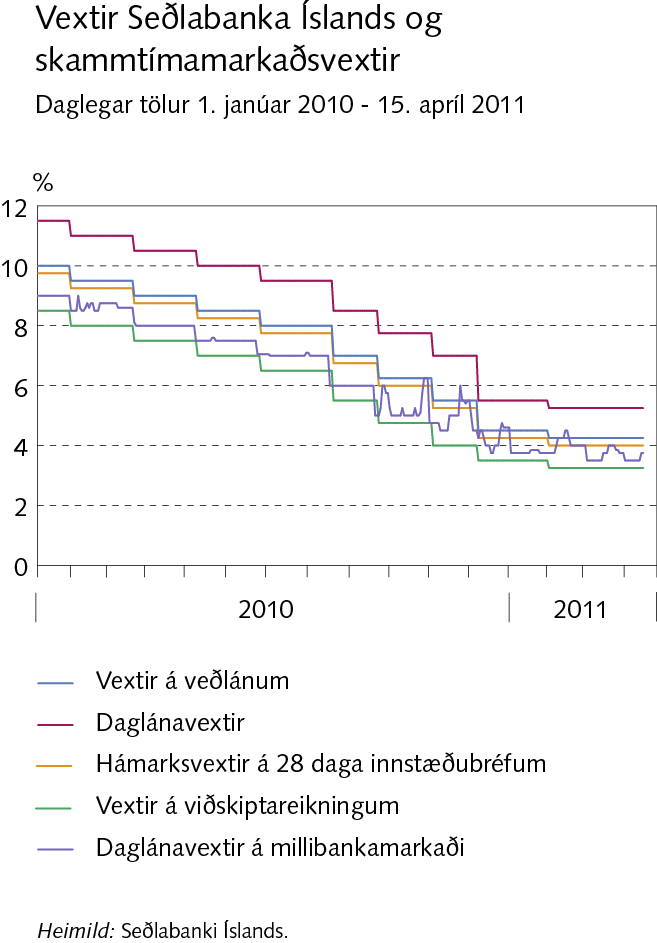 Vextir Seðlabanka Íslands og
skammtímamarkaðsvextir
Daglegar tölur 1. janúar 2010 - 15. apríl 2011
%
12
10
8
6
4
2
0
2010 2011
Vextir á veðlánum
Daglánavextir
Hámarksvextir á 28 daga innstæðubréfum
Vextir á viðskiptareikningum
Daglánavextir á millibankamarkaði
Heimild: Seðlabanki Íslands.